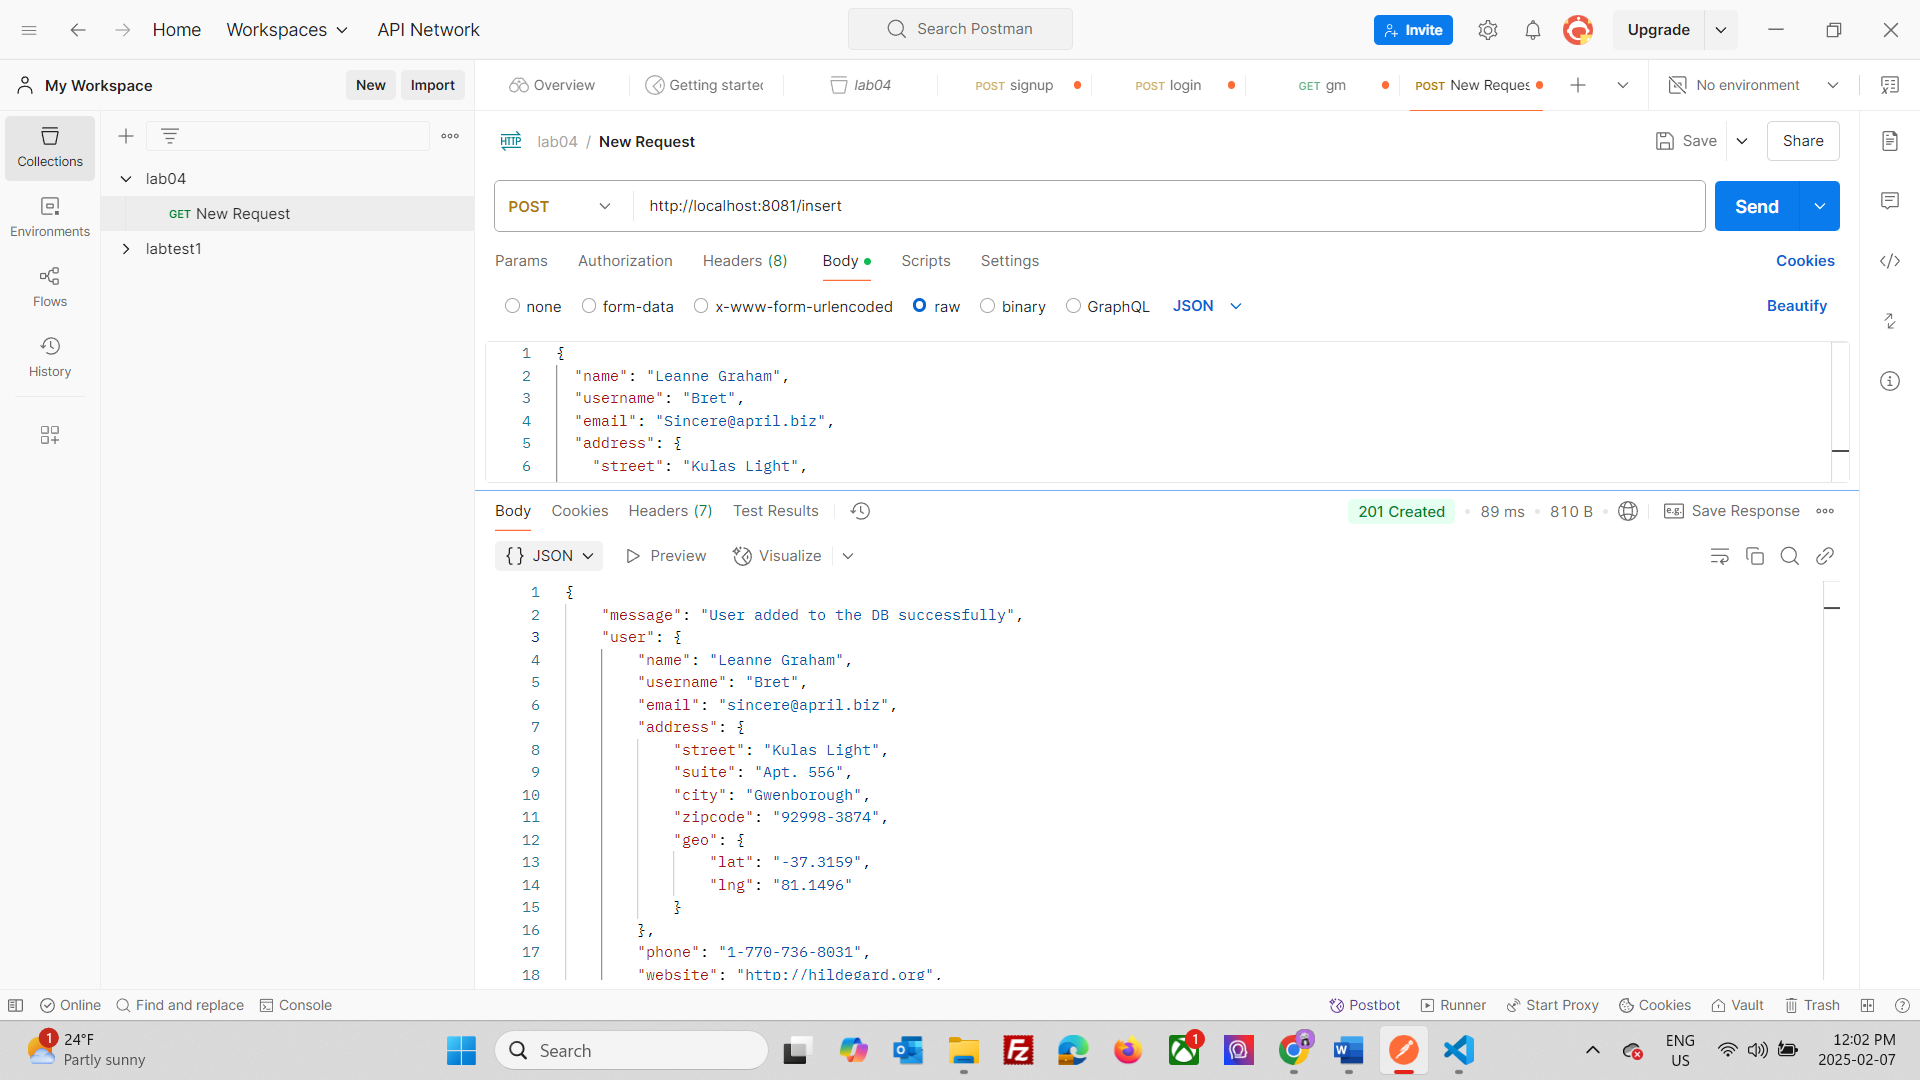 Home
Workspaces
API Network
Search Postman
Invite
Upgrade
My Workspace
New
Import
Overview
Getting started
lab04
POST signup
POST login
GET gm
POST New Reques
No environment
Collections
Environments
Flows
History
lab04
GET New Request
labtest1
HTTP lab04 / New Request
Save
Share
POST
http://localhost:8081/insert
Send
Params
Authorization
Headers (8)
Body
Scripts
Settings
Cookies
none
form-data
x-www-form-urlencoded
raw
binary
GraphQL
JSON
Beautify
1 {
2 "name": "Leanne Graham",
3 "username": "Bret",
4 "email": "Sincere@april.biz",
5 "address": {
6 "street": "Kulas Light",
Body
Cookies
Headers (7)
Test Results
201 Created
89 ms
810 B
e.g. Save Response
{} JSON
Preview
Visualize
1 {
2 "message": "User added to the DB successfully",
3 "user": {
4 "name": "Leanne Graham",
5 "username": "Bret",
6 "email": "sincere@april.biz",
7 "address": {
8 "street": "Kulas Light",
9 "suite": "Apt. 556",
10 "city": "Gwenborough",
11 "zipcode": "92998-3874",
12 "geo": {
13 "lat": "-37.3159",
14 "lng": "81.1496"
15 }
16 },
17 "phone": "1-770-736-8031",
18 "website": "http://hildegard.org",
Online
Find and replace
Console
Postbot
Runner
Start Proxy
Cookies
Vault
Trash
1
24°F
Partly sunny
Search
1
ENG
US
12:02 PM
2025-02-07